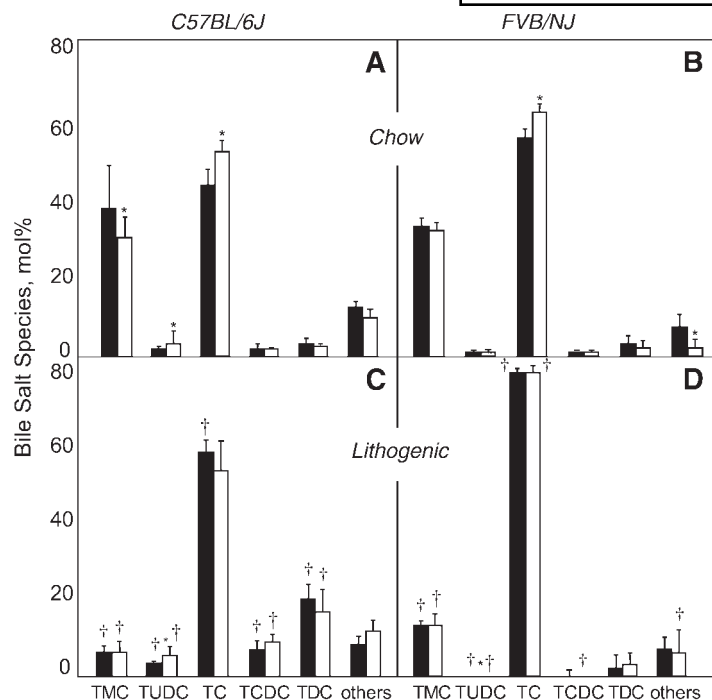 C57BL/6J FVB/NJ
80 A B
*
60 *
Chow
40
*
20
* *
0
80 † † C D
†
60
Lithogenic
40
† †
20
† † † * † † † † † †
† * † †
0
TMC TUDC TC TCDC TDC others TMC TUDC TC TCDC TDC others
Bile Salt Species, mol%